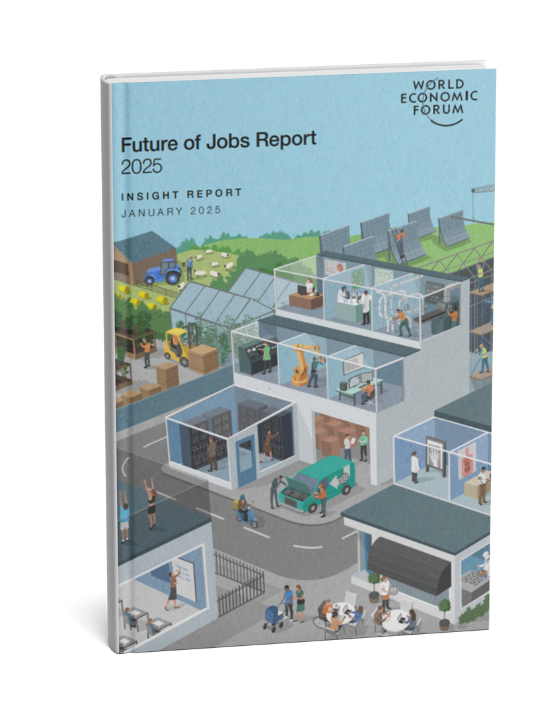 WORLD
ECONOMIC
FORUM
Future of Jobs Report
2025
INSIGHT REPORT
JANUARY 2025